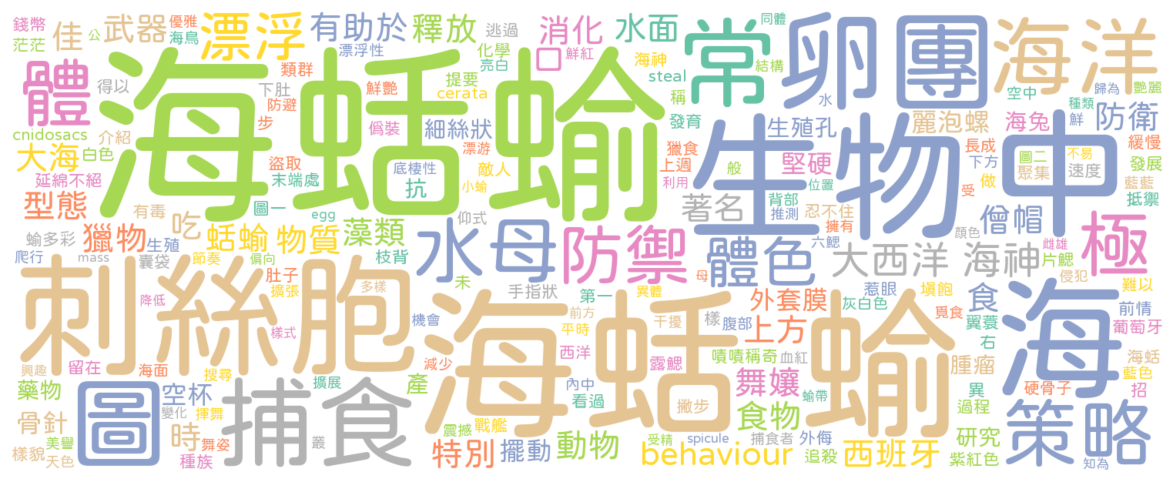 錢幣 佳 武器 優雅 海鳥 漂浮 有助於 釋放 逃過 消化 水面 同體 常 卵團 海洋
茫茫 公 漂浮性 化學 亮白 口 鮮紅 海神 結構
體 得以 海蛞蝓 類群 下肚 鮮艷 提要 cerata steal 稱 水 空中 歸為 艷麗
防避 步 偽裝 細絲狀 發育 生殖孔 麗泡螺 海兔 種類 鮮 防衛
cnidosacs 介紹 盜取 漂游 敵人 獵食 上週 堅硬 生物中 長成 緩慢
大海 白色 末端處 底棲性 抗 小蝓 利用 般 位置 下方 圖二 聚集 不易 速度 發展
延綿不絕 圖一 背部 推測 忍不住 擁有 做 受 藍藍 抵禦
型態 有毒 吃 egg 仰式 著名 僧帽 極
蝓多彩 獵物 生殖 蛞蝓 物質 藻類 水母 防禦 體色 六鰓 顏色 大西洋 海神 雌雄 片鰓
爬行 mass 囊袋 節奏 偏向 枝背 未 母 侵犯
刺絲胞 肚子 擴張 多樣 手指狀 第一 異體 外套膜 灰白色 惹眼 填飽 食 覓食 難以
降低 樣式 機會 前方 平時 干擾 樣 上方 腹部 翼蓑 右 海 前情 葡萄牙
興趣 留在 海面 搜尋 減少 海蛞蝓 西洋 露鰓 嘖嘖稱奇 血紅 腫瘤 海蛞 藍色
藥物 圖 空杯 擴展 捕食 產 內中 看過 撇步 舞孃 蝓帶 異 硬骨子 招
骨針 變化 揮舞 時 舞姿 震撼 戰艦 食物 策略 過程
美譽 樣貌 天色 種族 叢 特別 擺動 動物 受精 spicule 捕食者 外侮 追殺 西班牙 研究 紫紅色 知為
behaviour